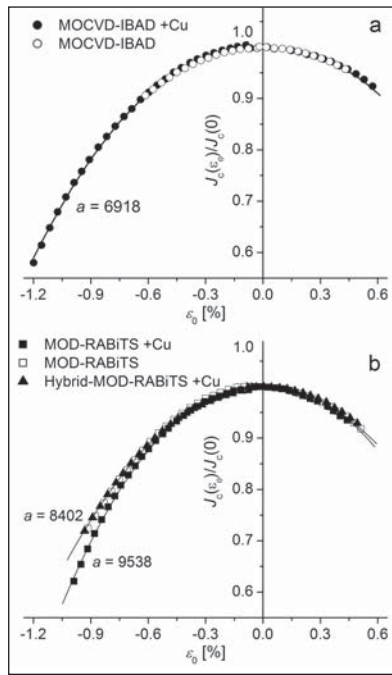 a
MOCVD-IBAD +Cu
MOCVD-IBAD
1.0
0.9
0.8
0.7
0.6
Jc(ε0)/Jc(0)
a = 6918
-1.2 -0.9 -0.6 -0.3 0.0 0.3 0.6
ε0 [%]
b
MOD-RABiTS +Cu
MOD-RABiTS
Hybrid-MOD-RABiTS +Cu
1.0
0.9
0.8
0.7
0.6
Jc(ε0)/Jc(0)
a = 8402
a = 9538
-1.2 -0.9 -0.6 -0.3 0.0 0.3 0.6
ε0 [%]